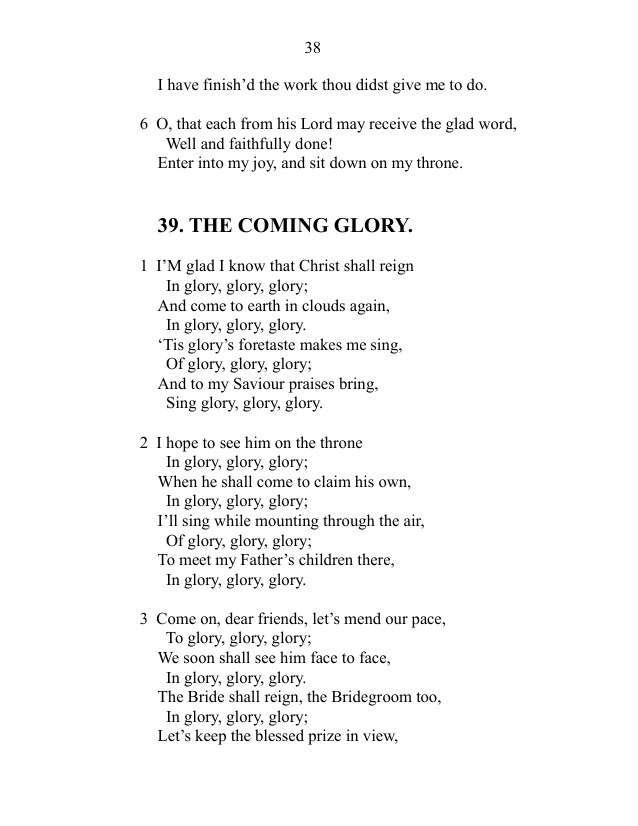 38
I have finish’d the work thou didst give me to do.
6 O, that each from his Lord may receive the glad word,
Well and faithfully done!
Enter into my joy, and sit down on my throne.
39. THE COMING GLORY.
1 I’M glad I know that Christ shall reign
In glory, glory, glory;
And come to earth in clouds again,
In glory, glory, glory.
‘Tis glory’s foretaste makes me sing,
Of glory, glory, glory;
And to my Saviour praises bring,
Sing glory, glory, glory.
2 I hope to see him on the throne
In glory, glory, glory;
When he shall come to claim his own,
In glory, glory, glory;
I’ll sing while mounting through the air,
Of glory, glory, glory;
To meet my Father’s children there,
In glory, glory, glory.
3 Come on, dear friends, let’s mend our pace,
To glory, glory, glory;
We soon shall see him face to face,
In glory, glory, glory.
The Bride shall reign, the Bridegroom too,
In glory, glory, glory;
Let’s keep the blessed prize in view,